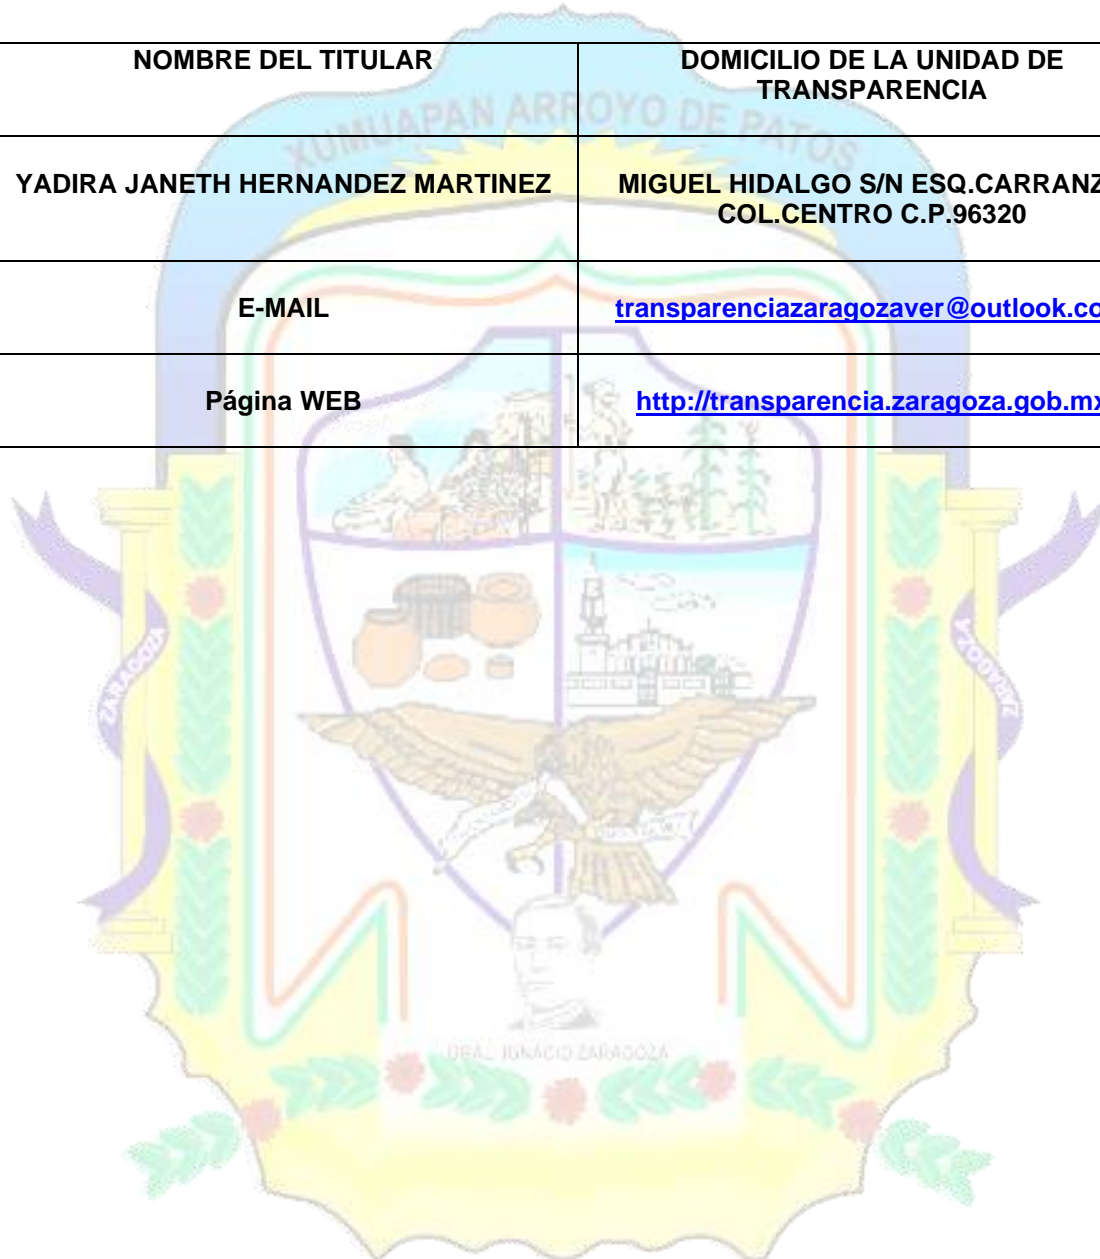 NOMBRE DEL TITULAR
DOMICILIO DE LA UNIDAD DE
TRANSPARENCIA
XUMUAPAN ARROYO DE PATOS
YADIRA JANETH HERNANDEZ MARTINEZ
MIGUEL HIDALGO S/N ESQ.CARRANZ
COL.CENTRO C.P.96320
E-MAIL
transparenciazaragozaver@outlook.co
Página WEB
http://transparencia.zaragoza.gob.mx
ZARAGOZA
ZARAGOZA
GRAL. IGNACIO ZARAGOZA